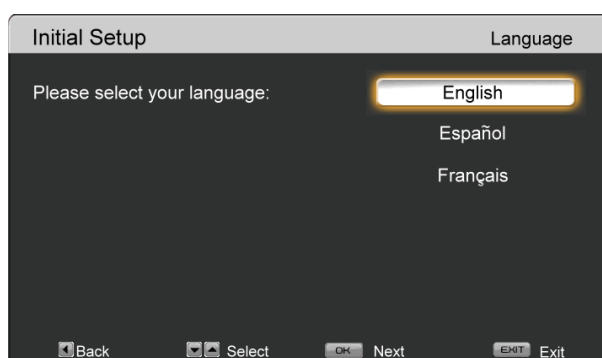 Initial Setup Language
Please select your language: English
Español
Français
Back Select OK Next EXIT Exit